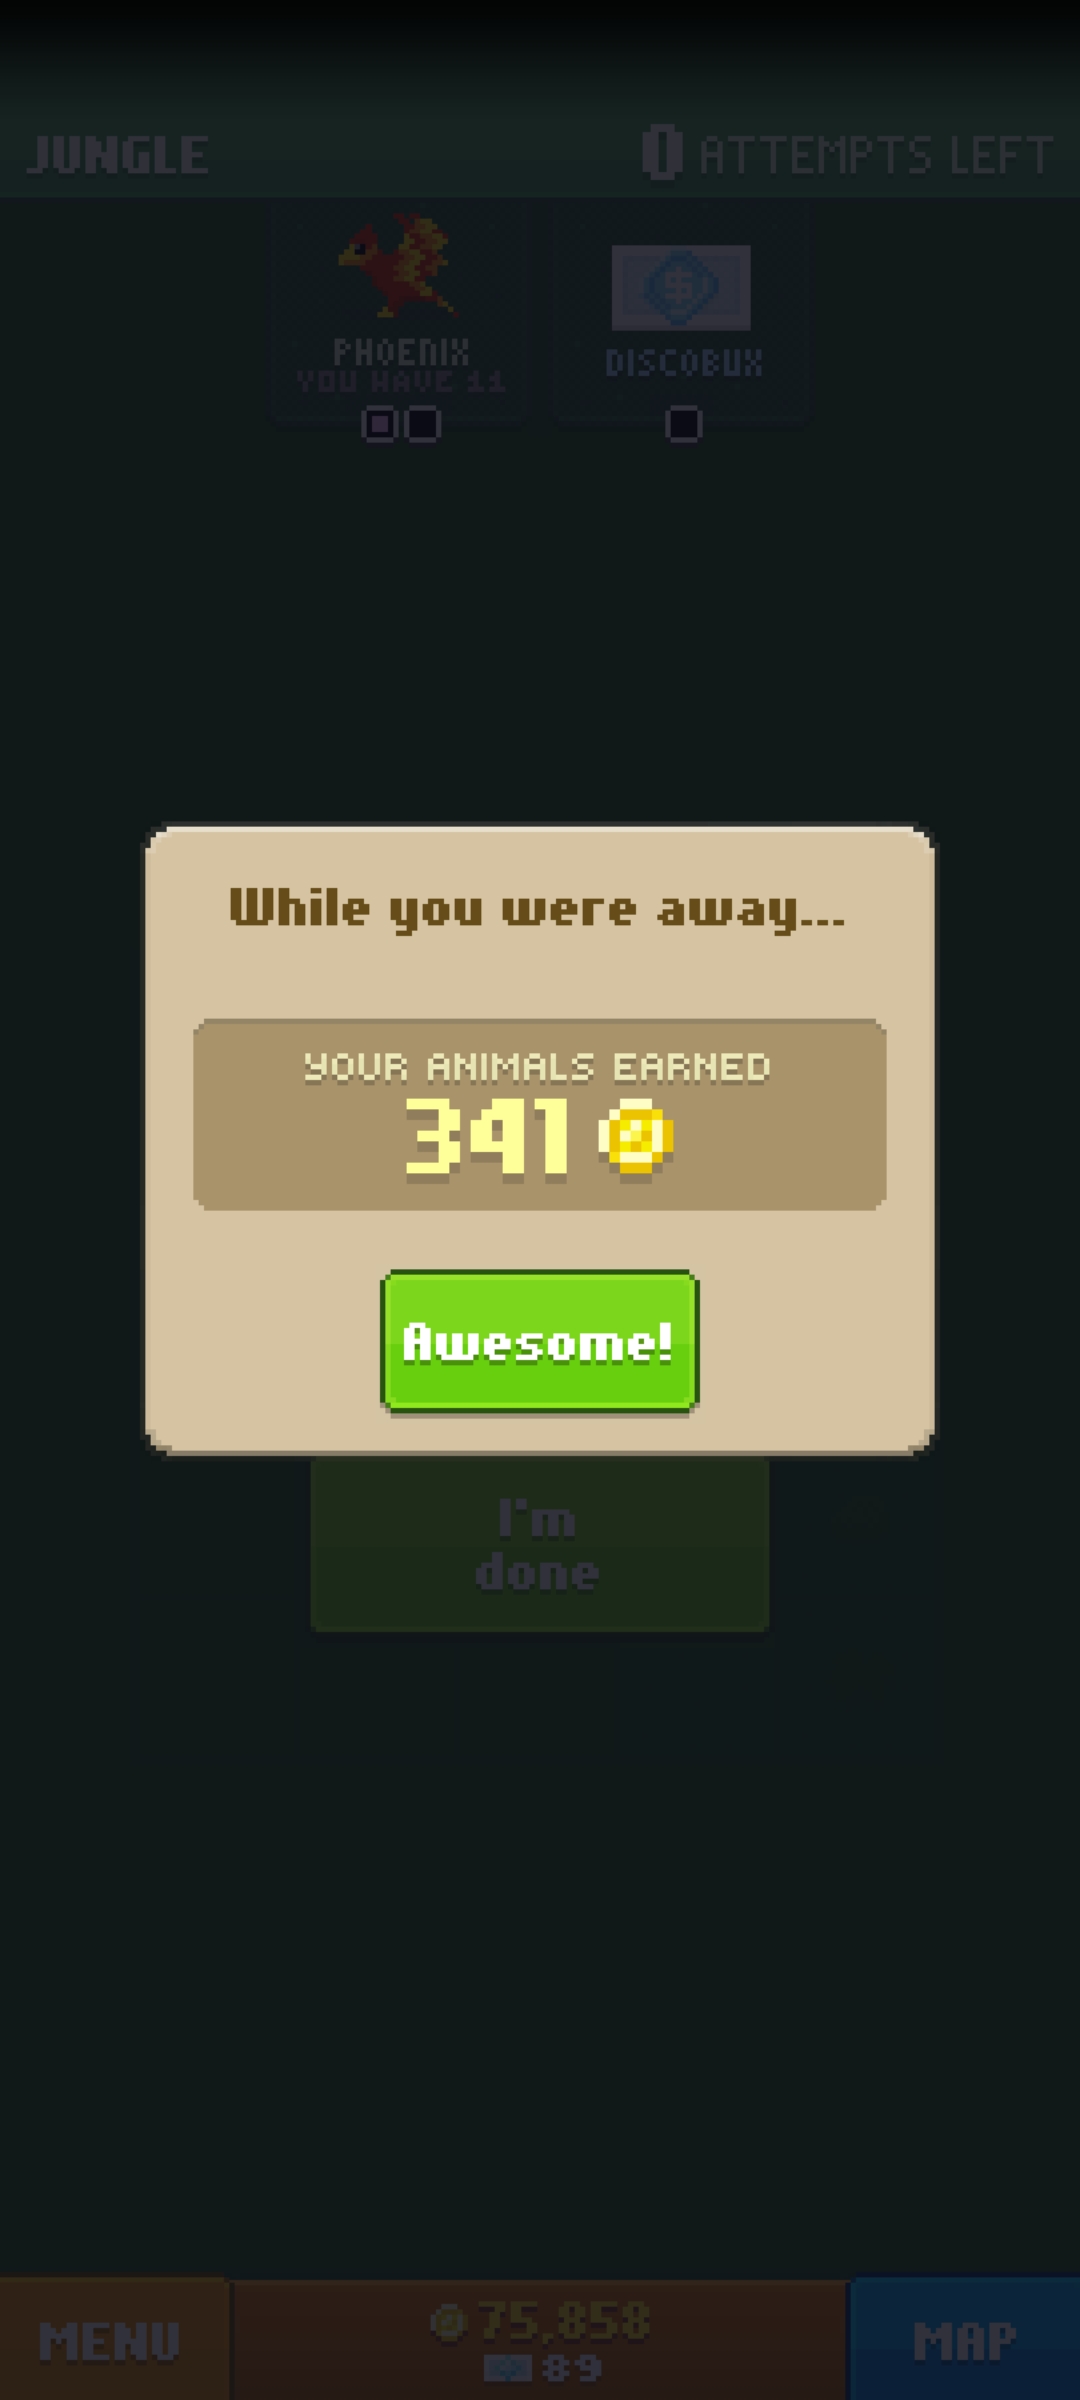 JUNGLE
0 ATTEMPTS LEFT
PHOENIX
YOU HAVE 11
DISCOBUX
While you were away...
YOUR ANIMALS EARNED
341
Awesome!
I'm
done
MENU
75,858
89
MAP